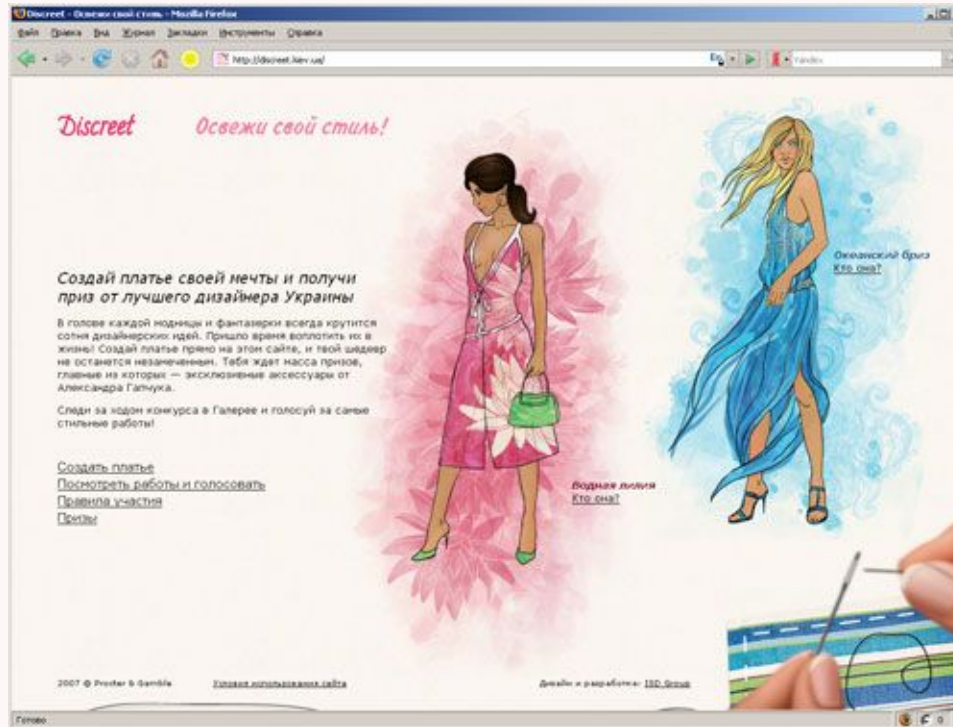 Discreet - Освежи свой стиль - Mozilla Firefox
Файл Правка Вид Журнал Закладки Инструменты Справка
http://discreet.kiev.ua/
Yandex
Discreet
Освежи свой стиль!
Создай платье своей мечты и получи
приз от лучшего дизайнера Украины
В голове каждой модницы и фантазерки всегда крутится
сотня дизайнерских идей. Пришло время воплотить их в
жизнь! Создай платье прямо на этом сайте, и твой шедевр
не останется незамеченным. Тебя ждет масса призов,
главные из которых — эксклюзивные аксессуары от
Александра Гапчука.
Следи за ходом конкурса в Галерее и голосуй за самые
стильные работы!
Создать платье
Посмотреть работы и голосовать
Правила участия
Призы
Океанский бриз
Кто она?
Водная лилия
Кто она?
2007 © Procter & Gamble
Условия использования сайта
Дизайн и разработка: ISD Group
Готово
0